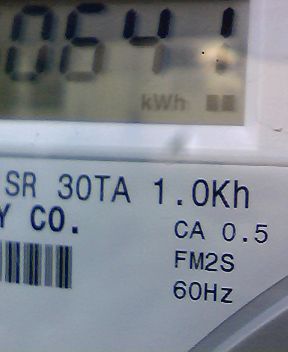 kWh
SR 30TA 1.0Kh
Y CO.
CA 0.5
FM2S
60Hz